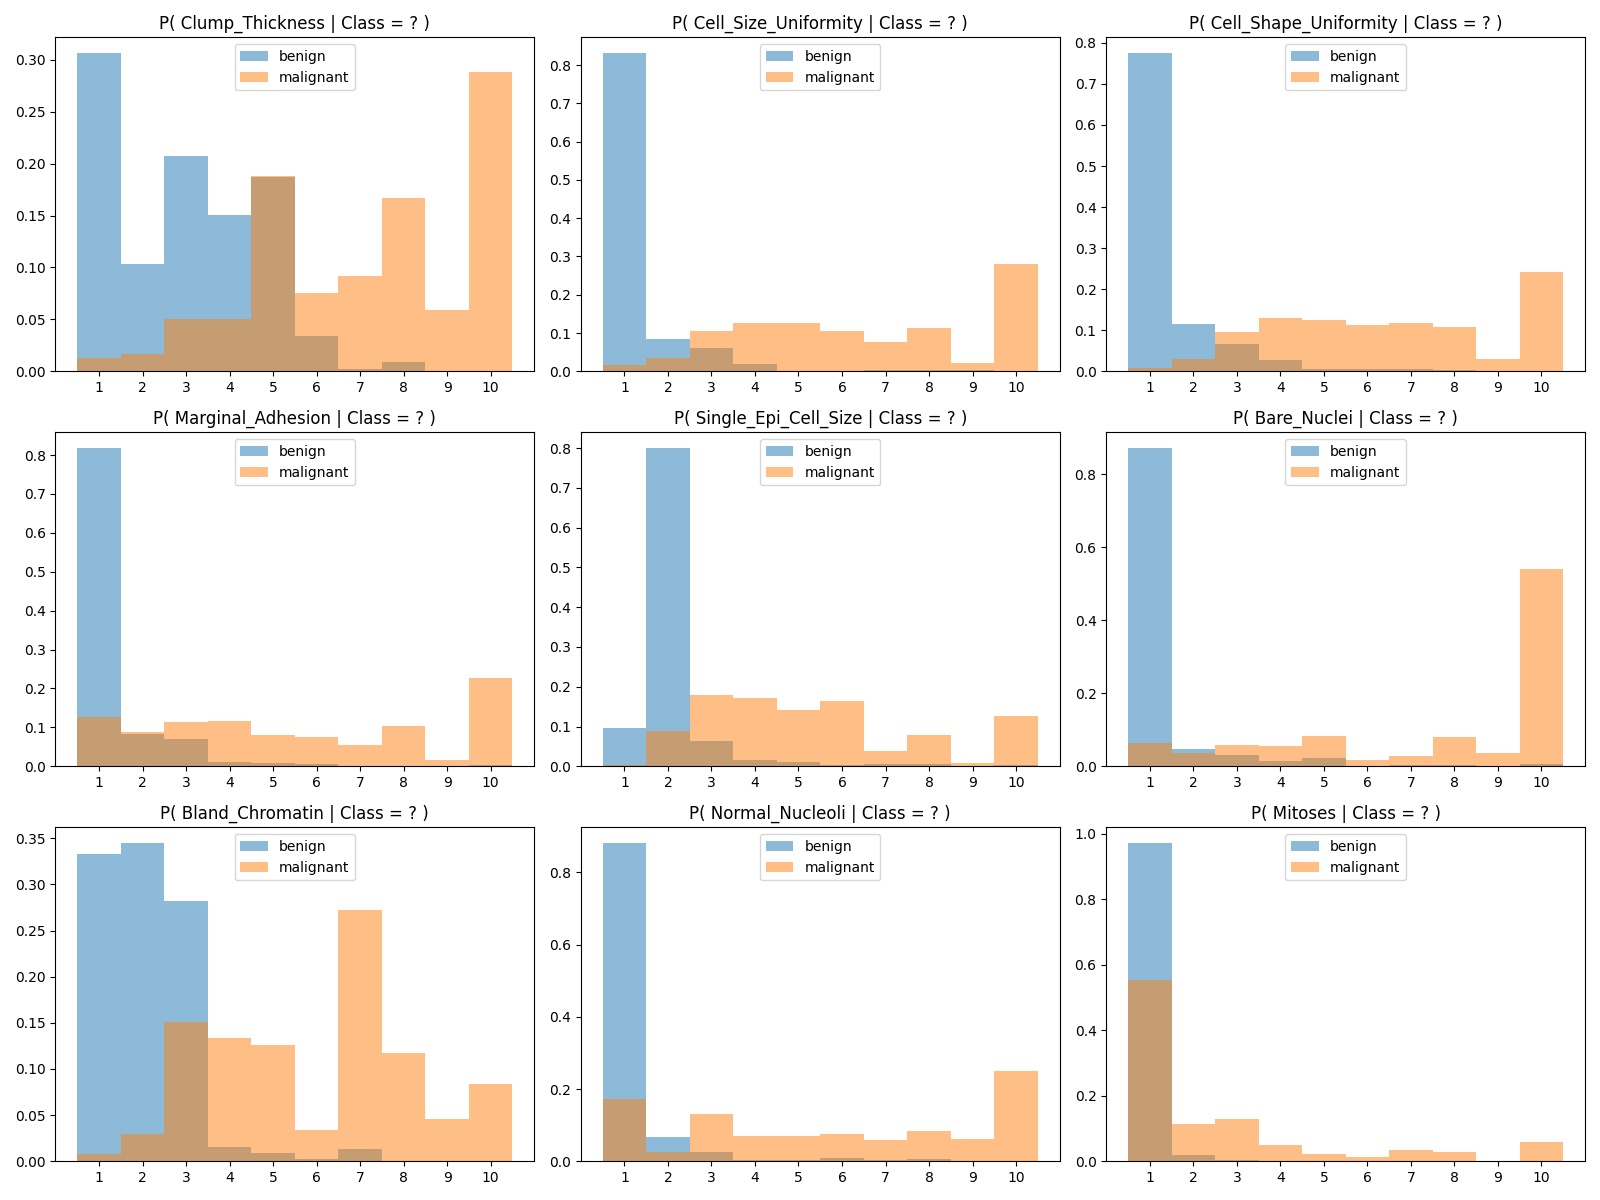 P( Clump_Thickness | Class = ? )
benign
malignant
0.30
0.25
0.20
0.15
0.10
0.05
0.00
1 2 3 4 5 6 7 8 9 10
P( Cell_Size_Uniformity | Class = ? )
benign
malignant
0.8
0.7
0.6
0.5
0.4
0.3
0.2
0.1
0.0
1 2 3 4 5 6 7 8 9 10
P( Cell_Shape_Uniformity | Class = ? )
benign
malignant
0.8
0.7
0.6
0.5
0.4
0.3
0.2
0.1
0.0
1 2 3 4 5 6 7 8 9 10
P( Marginal_Adhesion | Class = ? )
benign
malignant
0.8
0.7
0.6
0.5
0.4
0.3
0.2
0.1
0.0
1 2 3 4 5 6 7 8 9 10
P( Single_Epi_Cell_Size | Class = ? )
benign
malignant
0.8
0.7
0.6
0.5
0.4
0.3
0.2
0.1
0.0
1 2 3 4 5 6 7 8 9 10
P( Bare_Nuclei | Class = ? )
benign
malignant
0.8
0.6
0.4
0.2
0.0
1 2 3 4 5 6 7 8 9 10
P( Bland_Chromatin | Class = ? )
benign
malignant
0.35
0.30
0.25
0.20
0.15
0.10
0.05
0.00
1 2 3 4 5 6 7 8 9 10
P( Normal_Nucleoli | Class = ? )
benign
malignant
0.8
0.6
0.4
0.2
0.0
1 2 3 4 5 6 7 8 9 10
P( Mitoses | Class = ? )
benign
malignant
1.0
0.8
0.6
0.4
0.2
0.0
1 2 3 4 5 6 7 8 9 10